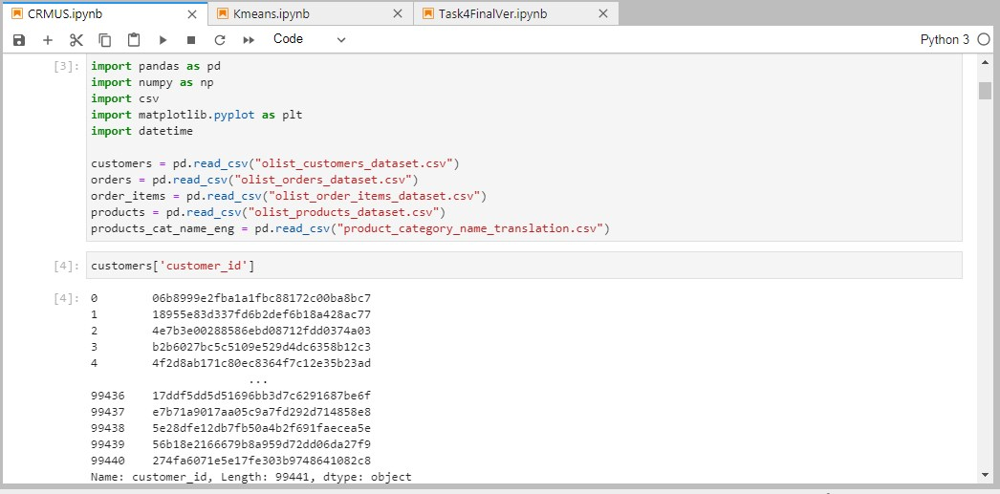 CRMUS.ipynb
Kmeans.ipynb
Task4FinalVer.ipynb
Code
Python 3
[3]: import pandas as pd
import numpy as np
import csv
import matplotlib.pyplot as plt
import datetime
customers = pd.read_csv("olist_customers_dataset.csv")
orders = pd.read_csv("olist_orders_dataset.csv")
order_items = pd.read_csv("olist_order_items_dataset.csv")
products = pd.read_csv("olist_products_dataset.csv")
products_cat_name_eng = pd.read_csv("product_category_name_translation.csv")
[4]: customers['customer_id']
[4]: 0 06b8999e2fba1a1fbc88172c00ba8bc7
1 18955e83d337fd6b2def6b18a428ac77
2 4e7b3e00288586ebd08712fdd0374a03
3 b2b6027bc5c5109e529d4dc6358b12c3
4 4f2d8ab171c80ec8364f7c12e35b23ad
...
99436 17ddf5dd5d51696bb3d7c6291687be6f
99437 e7b71a9017aa05c9a7fd292d714858e8
99438 5e28dfe12db7fb50a4b2f691faecea5e
99439 56b18e2166679b8a959d72dd06da27f9
99440 274fa6071e5e17fe303b9748641082c8
Name: customer_id, Length: 99441, dtype: object